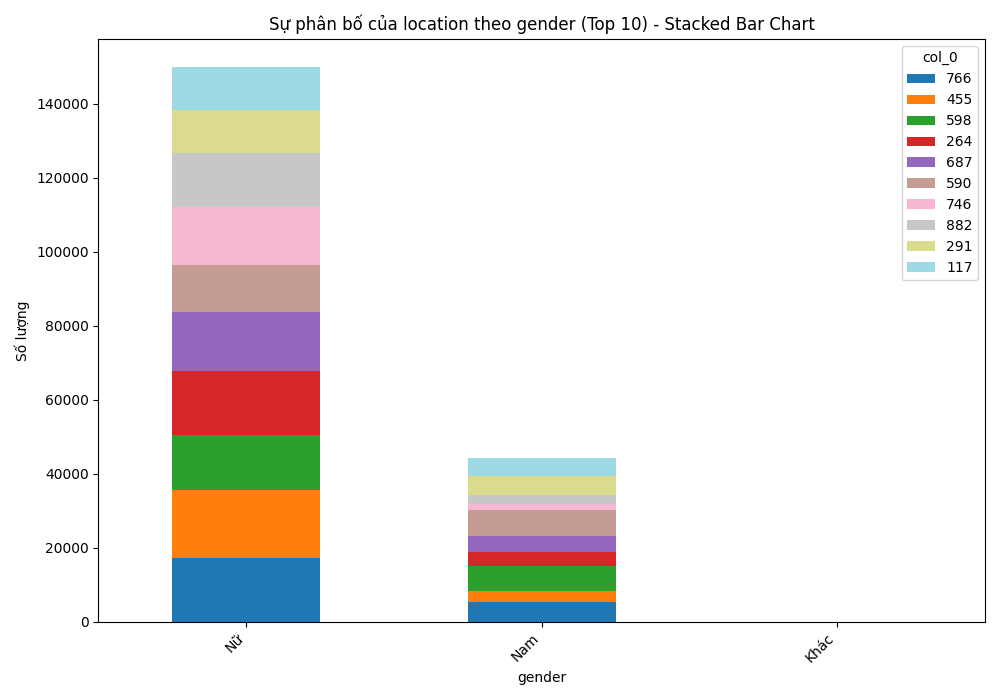 Sự phân bố của location theo gender (Top 10) - Stacked Bar Chart
col_0
766
455
598
264
687
590
746
882
291
117
Số lượng
140000
120000
100000
80000
60000
40000
20000
0
Nữ
Nam
Khác
gender